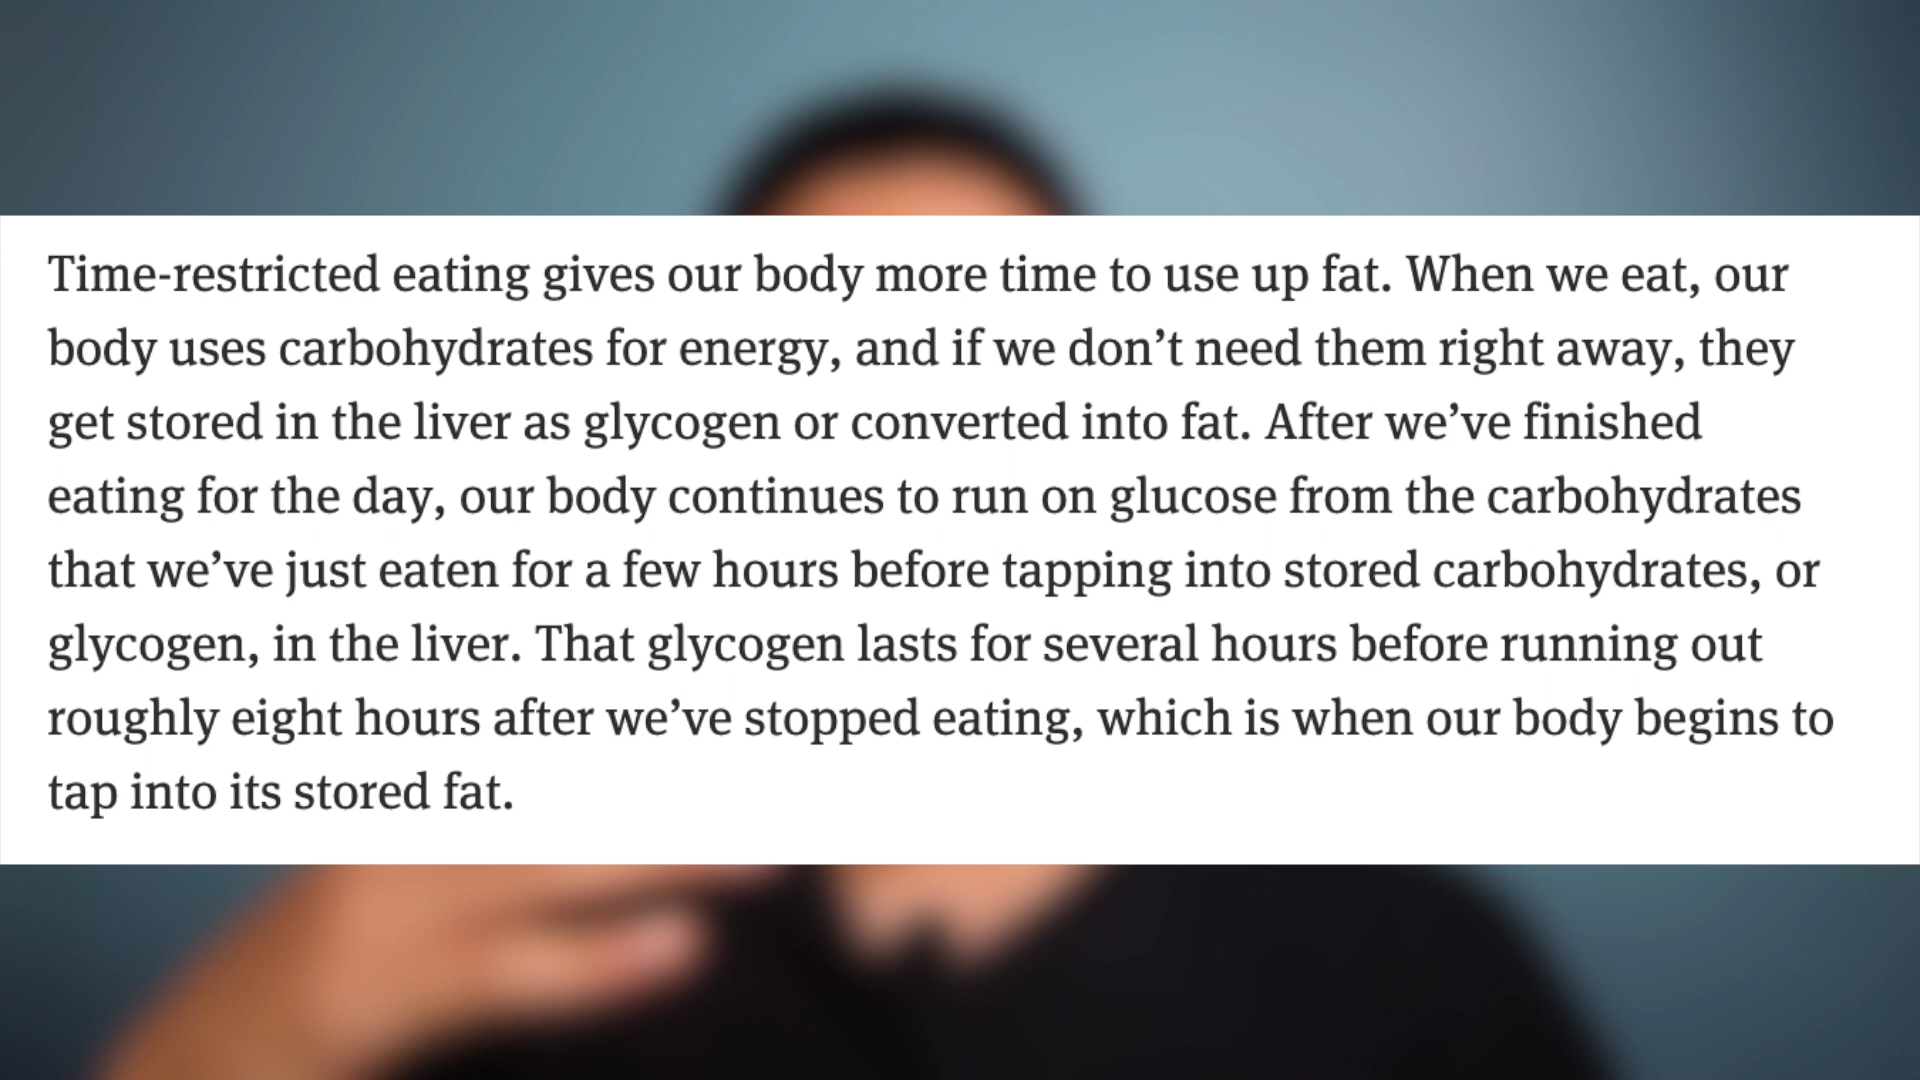 Time-restricted eating gives our body more time to use up fat. When we eat, our
body uses carbohydrates for energy, and if we don’t need them right away, they
get stored in the liver as glycogen or converted into fat. After we’ve finished
eating for the day, our body continues to run on glucose from the carbohydrates
that we’ve just eaten for a few hours before tapping into stored carbohydrates, or
glycogen, in the liver. That glycogen lasts for several hours before running out
roughly eight hours after we’ve stopped eating, which is when our body begins to
tap into its stored fat.